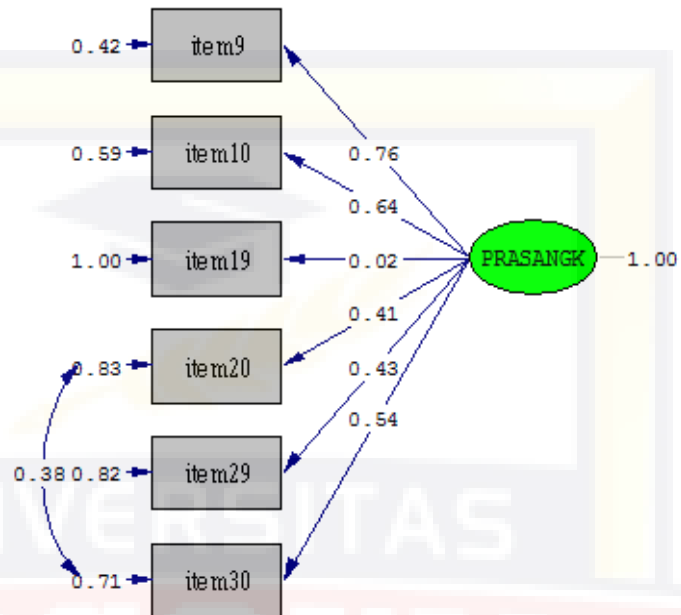 0.42 item9
0.76
0.59 item10
0.64
1.00 item19 0.02 PRASANGK 1.00
0.41
0.83 item20 0.43
0.54
0.38 0.82 item29
VERSITAS
0.71 item30